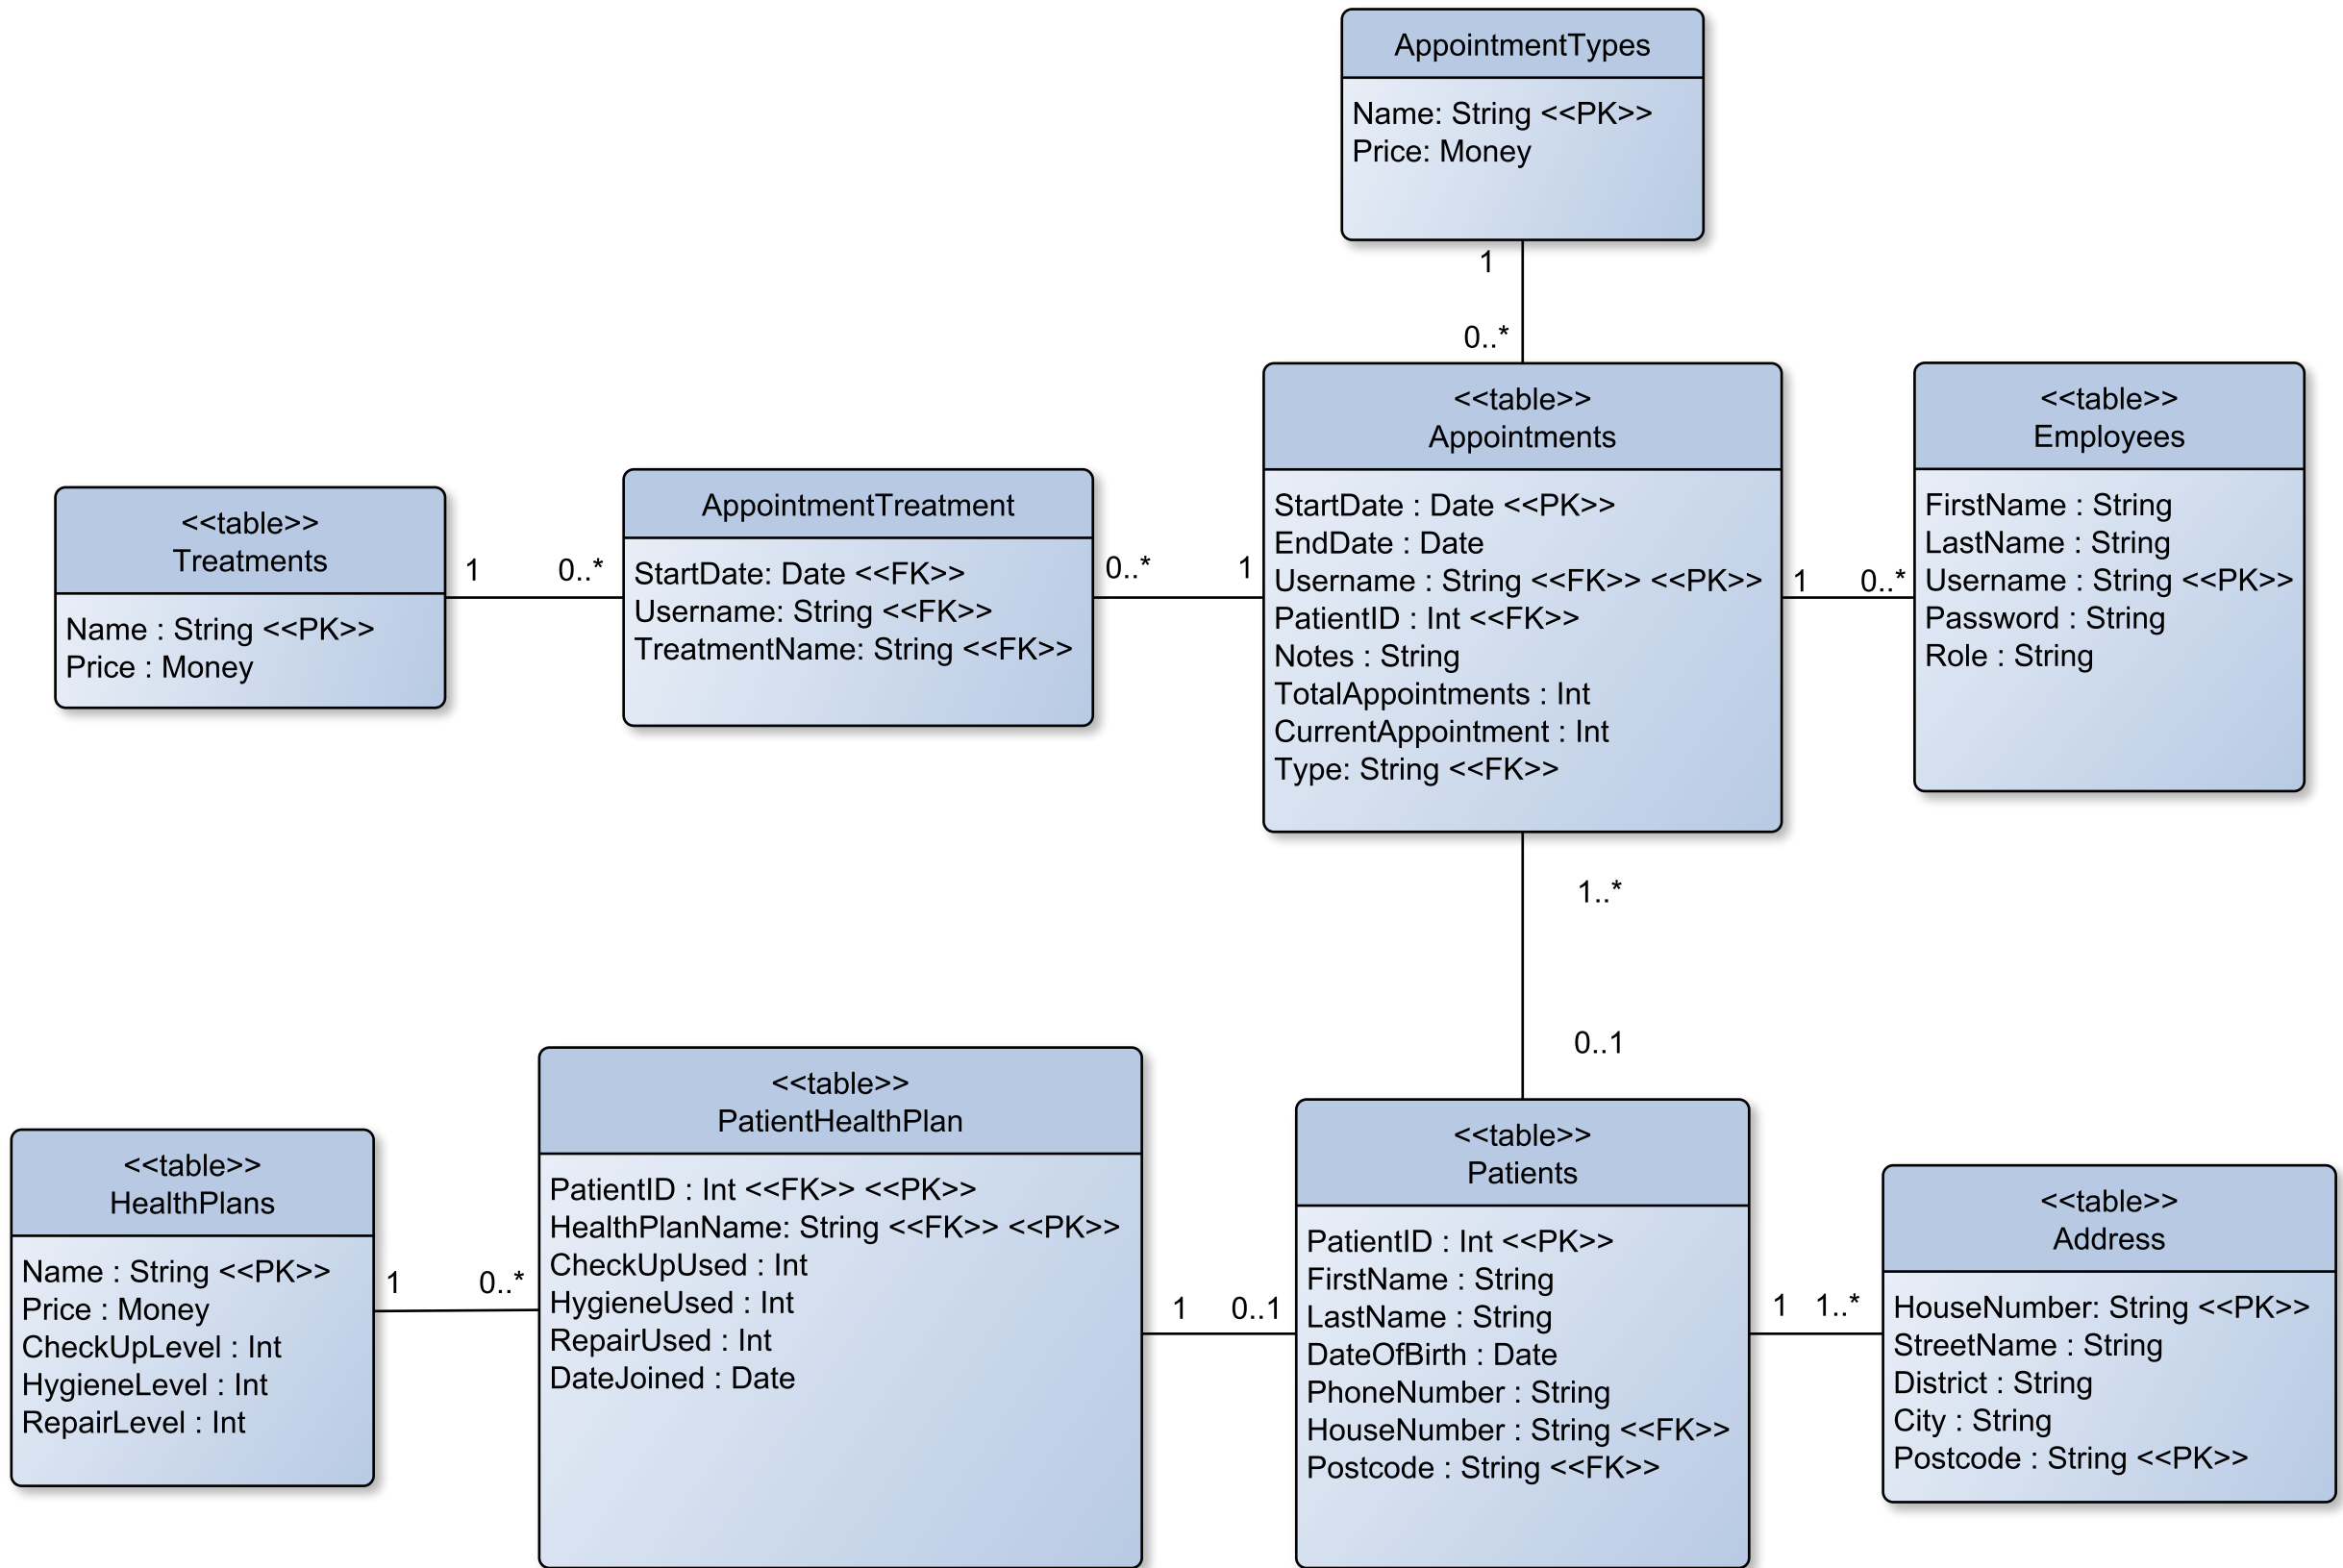 AppointmentTypes
Name: String <<PK>>
Price: Money
1
0..*
<<table>>
Appointments
StartDate : Date <<PK>>
EndDate : Date
Username : String <<FK>> <<PK>>
PatientID : Int <<FK>>
Notes : String
TotalAppointments : Int
CurrentAppointment : Int
Type: String <<FK>>
<<table>>
Employees
FirstName : String
LastName : String
Username : String <<PK>>
Password : String
Role : String
1
0..*
<<table>>
Treatments
Name : String <<PK>>
Price : Money
1
0..*
AppointmentTreatment
StartDate: Date <<FK>>
Username: String <<FK>>
TreatmentName: String <<FK>>
0..*
1
1..*
0..1
<<table>>
HealthPlans
Name : String <<PK>>
Price : Money
CheckUpLevel : Int
HygieneLevel : Int
RepairLevel : Int
1
0..*
<<table>>
PatientHealthPlan
PatientID : Int <<FK>> <<PK>>
HealthPlanName: String <<FK>> <<PK>>
CheckUpUsed : Int
HygieneUsed : Int
RepairUsed : Int
DateJoined : Date
1
0..1
<<table>>
Patients
PatientID : Int <<PK>>
FirstName : String
LastName : String
DateOfBirth : Date
PhoneNumber : String
HouseNumber : String <<FK>>
Postcode : String <<FK>>
1
1..*
<<table>>
Address
HouseNumber: String <<PK>>
StreetName : String
District : String
City : String
Postcode : String <<PK>>